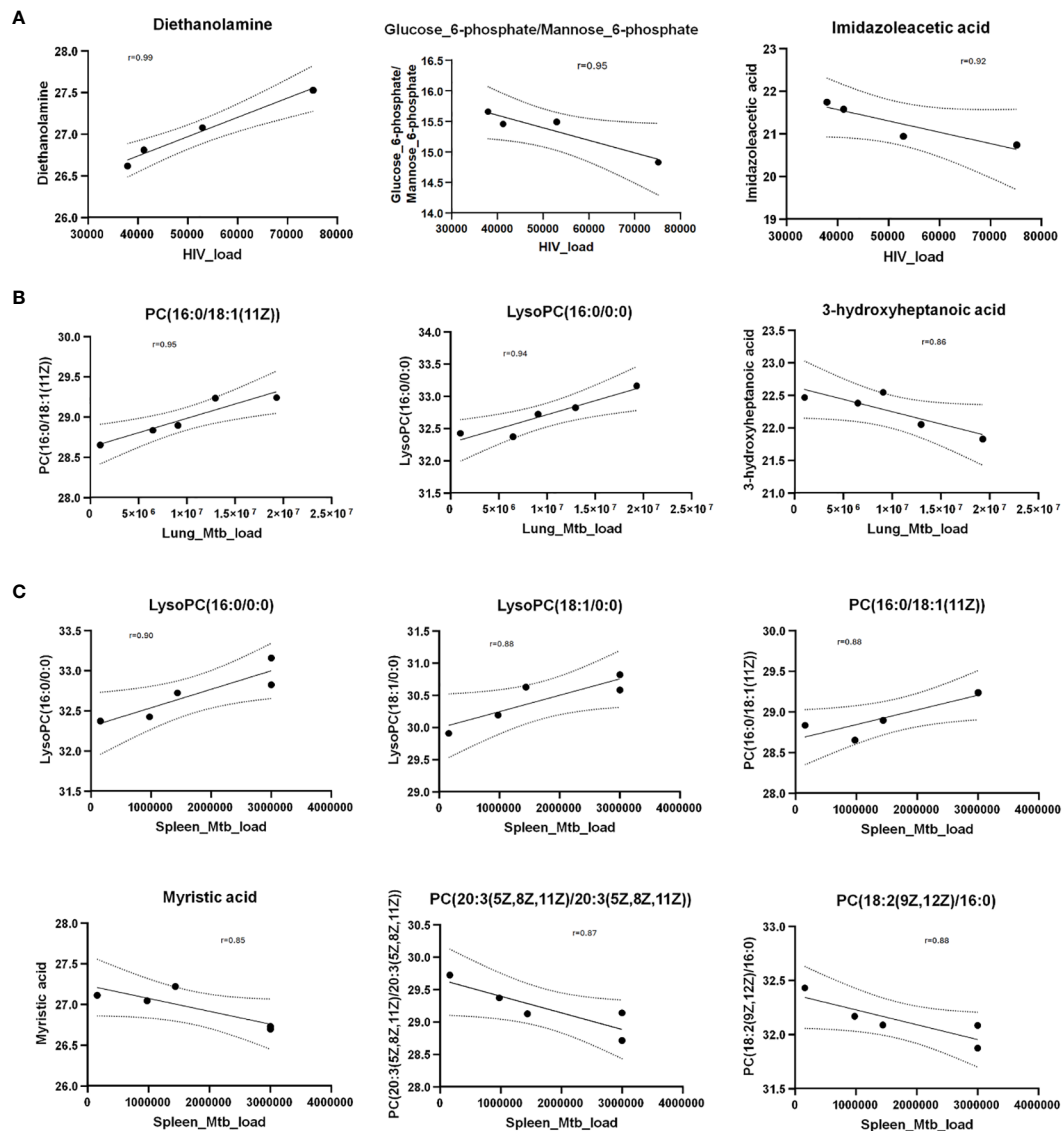 A
Diethanolamine
r=0.99
Diethanolamine
28.0
27.5
27.0
26.5
26.0
30000 40000 50000 60000 70000 80000
HIV_load
Glucose_6-phosphate/Mannose_6-phosphate
r=0.95
Glucose_6-phosphate/
Mannose_6-phosphate
16.5
16.0
15.5
15.0
14.5
14.0
30000 40000 50000 60000 70000 80000
HIV_load
Imidazoleacetic acid
r=0.92
Imidazoleacetic acid
23
22
21
20
19
30000 40000 50000 60000 70000 80000
HIV_load
B
PC(16:0/18:1(11Z))
r=0.95
PC(16:0/18:1(11Z))
30.0
29.5
29.0
28.5
28.0
0 5×10⁶ 1×10⁷ 1.5×10⁷ 2×10⁷ 2.5×10⁷
Lung_Mtb_load
LysoPC(16:0/0:0)
r=0.94
LysoPC(16:0/0:0)
34.0
33.5
33.0
32.5
32.0
31.5
0 5×10⁶ 1×10⁷ 1.5×10⁷ 2×10⁷ 2.5×10⁷
Lung_Mtb_load
3-hydroxyheptanoic acid
r=0.86
3-hydroxyheptanoic acid
23.5
23.0
22.5
22.0
21.5
21.0
0 5×10⁶ 1×10⁷ 1.5×10⁷ 2×10⁷ 2.5×10⁷
Lung_Mtb_load
C
LysoPC(16:0/0:0)
r=0.90
LysoPC(16:0/0:0)
33.5
33.0
32.5
32.0
31.5
0 1000000 2000000 3000000 4000000
Spleen_Mtb_load
LysoPC(18:1/0:0)
r=0.88
LysoPC(18:1/0:0)
31.5
31.0
30.5
30.0
29.5
29.0
0 1000000 2000000 3000000 4000000
Spleen_Mtb_load
PC(16:0/18:1(11Z))
r=0.88
PC(16:0/18:1(11Z))
30.0
29.5
29.0
28.5
28.0
0 1000000 2000000 3000000 4000000
Spleen_Mtb_load
Myristic acid
r=0.85
Myristic acid
28.0
27.5
27.0
26.5
26.0
0 1000000 2000000 3000000 4000000
Spleen_Mtb_load
PC(20:3(5Z,8Z,11Z)/20:3(5Z,8Z,11Z))
r=0.87
PC(20:3(5Z,8Z,11Z)/20:3(5Z,8Z,11Z))
30.5
30.0
29.5
29.0
28.5
28.0
0 1000000 2000000 3000000 4000000
Spleen_Mtb_load
PC(18:2(9Z,12Z)/16:0)
r=0.88
PC(18:2(9Z,12Z)/16:0)
33.0
32.5
32.0
31.5
0 1000000 2000000 3000000 4000000
Spleen_Mtb_load